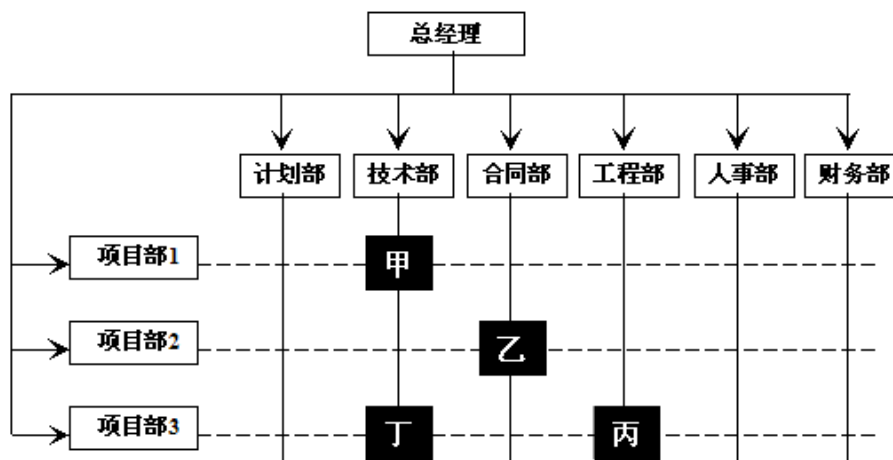 总经理
计划部 技术部 合同部 工程部 人事部 财务部
项目部1 甲
项目部2 乙
项目部3 丁 丙